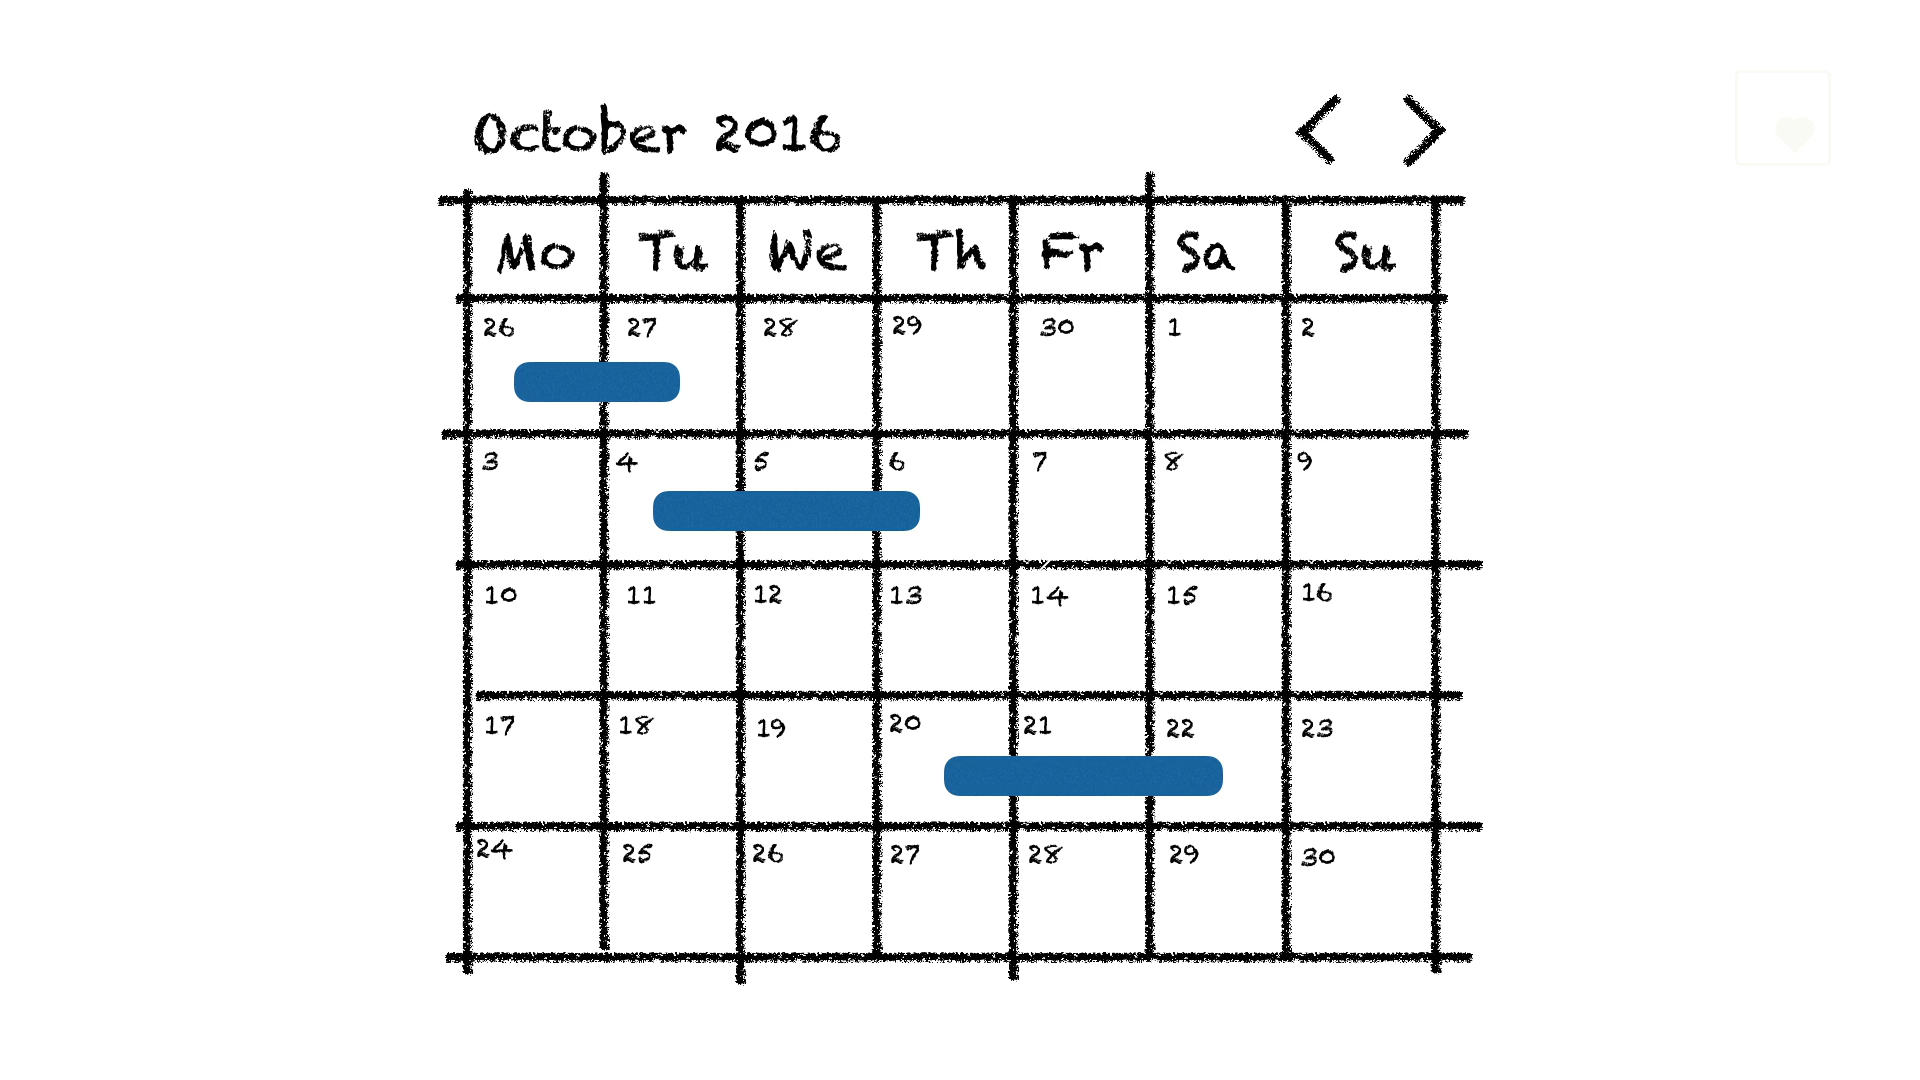 October 2016 < >
Mo Tu We Th Fr Sa Su
26 27 28 29 30 1 2
3 4 5 6 7 8 9
10 11 12 13 14 15 16
17 18 19 20 21 22 23
24 25 26 27 28 29 30